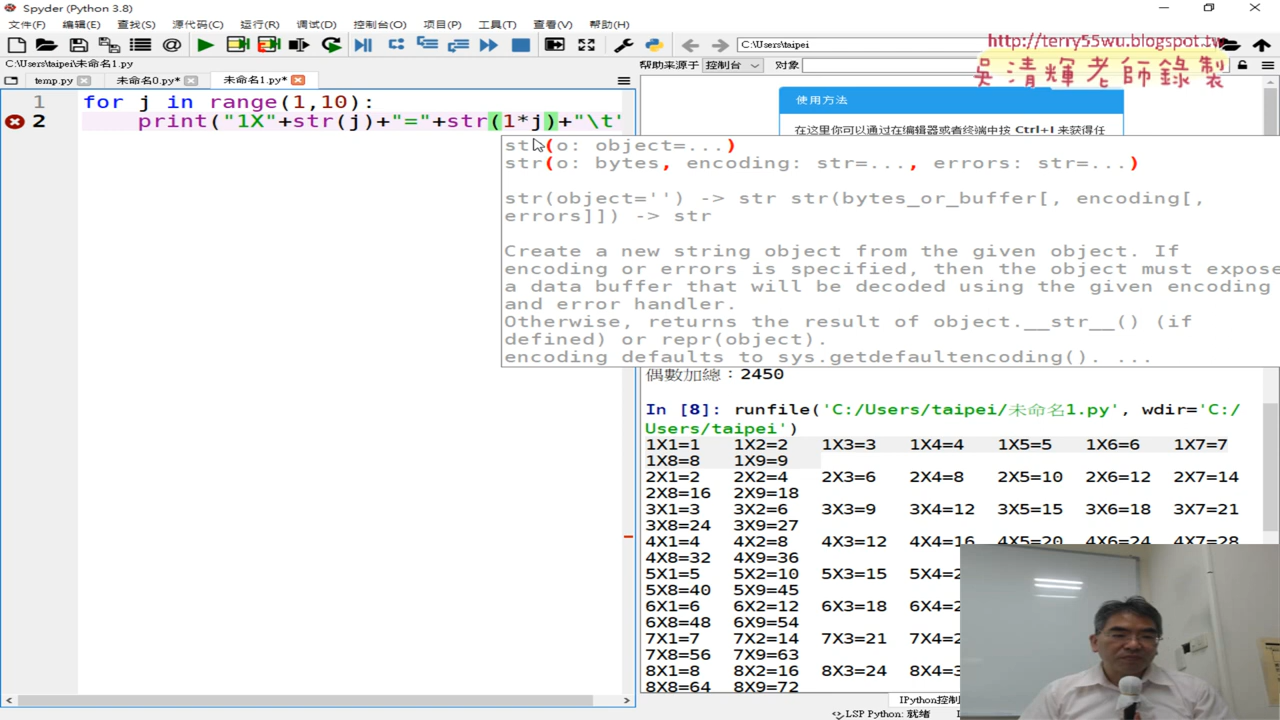 Spyder (Python 3.8)
文件(F) 编辑(E) 查找(S) 源代码(C) 运行(R) 调试(D) 控制台(O) 项目(P) 工具(T) 查看(V) 帮助(H)
C:\Users\taipei
http://terry55wu.blogspot.tw
吳清輝老師錄製
C:\Users\taipei\未命名1.py
temp.py 未命名0.py* 未命名1.py*
帮助来源于 控制台 对象
1 for j in range(1,10):
2 print("1X"+str(j)+"="+str(1*j)+"\t"
使用方法
在这里你可以通过在编辑器或者终端中按 Ctrl+I 来获得任
str(o: object=...)
str(o: bytes, encoding: str=..., errors: str=...)
str(object='') -> str str(bytes_or_buffer[, encoding[,
errors]]) -> str
Create a new string object from the given object. If
encoding or errors is specified, then the object must expose
a data buffer that will be decoded using the given encoding
and error handler.
Otherwise, returns the result of object.__str__() (if
defined) or repr(object).
encoding defaults to sys.getdefaultencoding(). ...
偶數加總：2450
In [8]: runfile('C:/Users/taipei/未命名1.py', wdir='C:/
Users/taipei')
1X1=1 1X2=2 1X3=3 1X4=4 1X5=5 1X6=6 1X7=7
1X8=8 1X9=9
2X1=2 2X2=4 2X3=6 2X4=8 2X5=10 2X6=12 2X7=14
2X8=16 2X9=18
3X1=3 3X2=6 3X3=9 3X4=12 3X5=15 3X6=18 3X7=21
3X8=24 3X9=27
4X1=4 4X2=8 4X3=12 4X4=16 4X5=20 4X6=24 4X7=28
4X8=32 4X9=36
5X1=5 5X2=10 5X3=15 5X4=2
5X8=40 5X9=45
6X1=6 6X2=12 6X3=18 6X4=2
6X8=48 6X9=54
7X1=7 7X2=14 7X3=21 7X4=2
7X8=56 7X9=63
8X1=8 8X2=16 8X3=24 8X4=3
8X8=64 8X9=72
IPython控制
LSP Python: 就绪